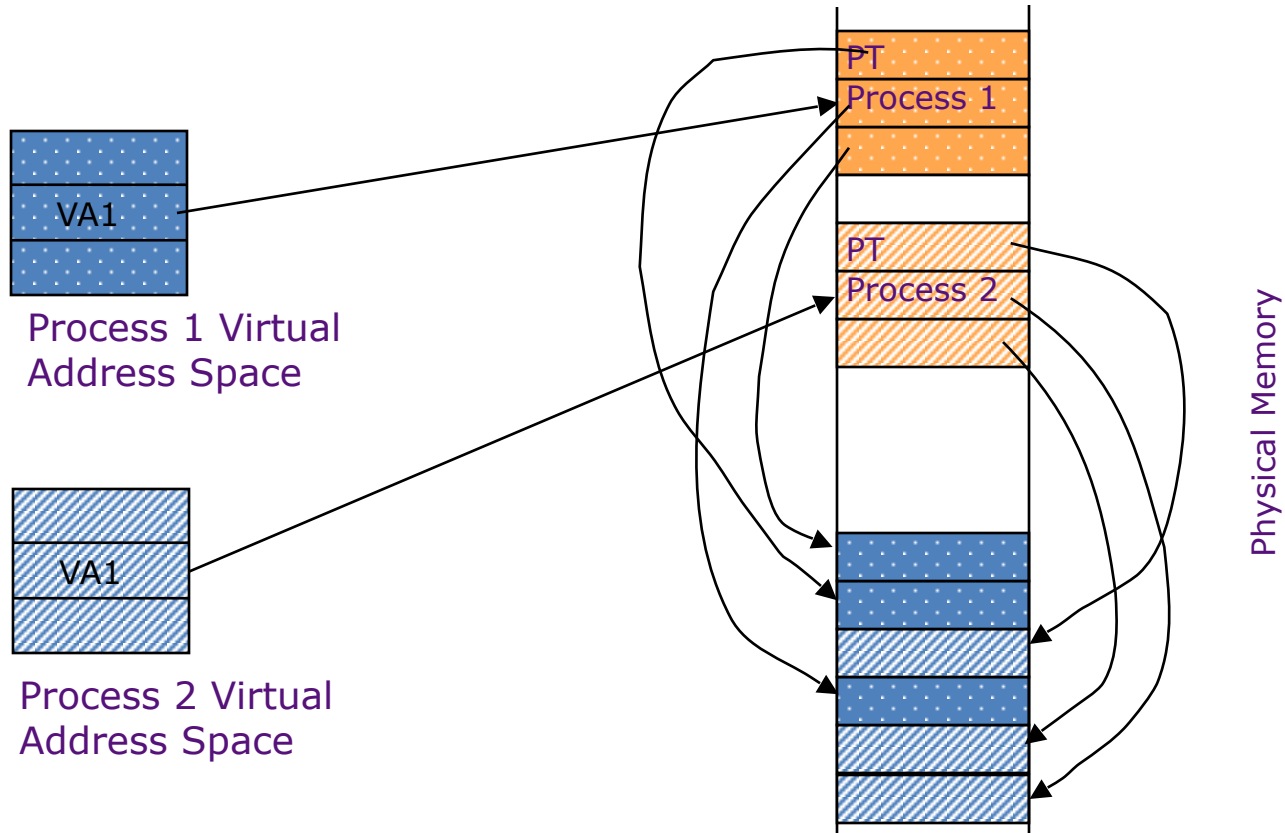 PT
Process 1
VA1
PT
Process 2
Process 1 Virtual
Address Space
Physical Memory
VA1
Process 2 Virtual
Address Space